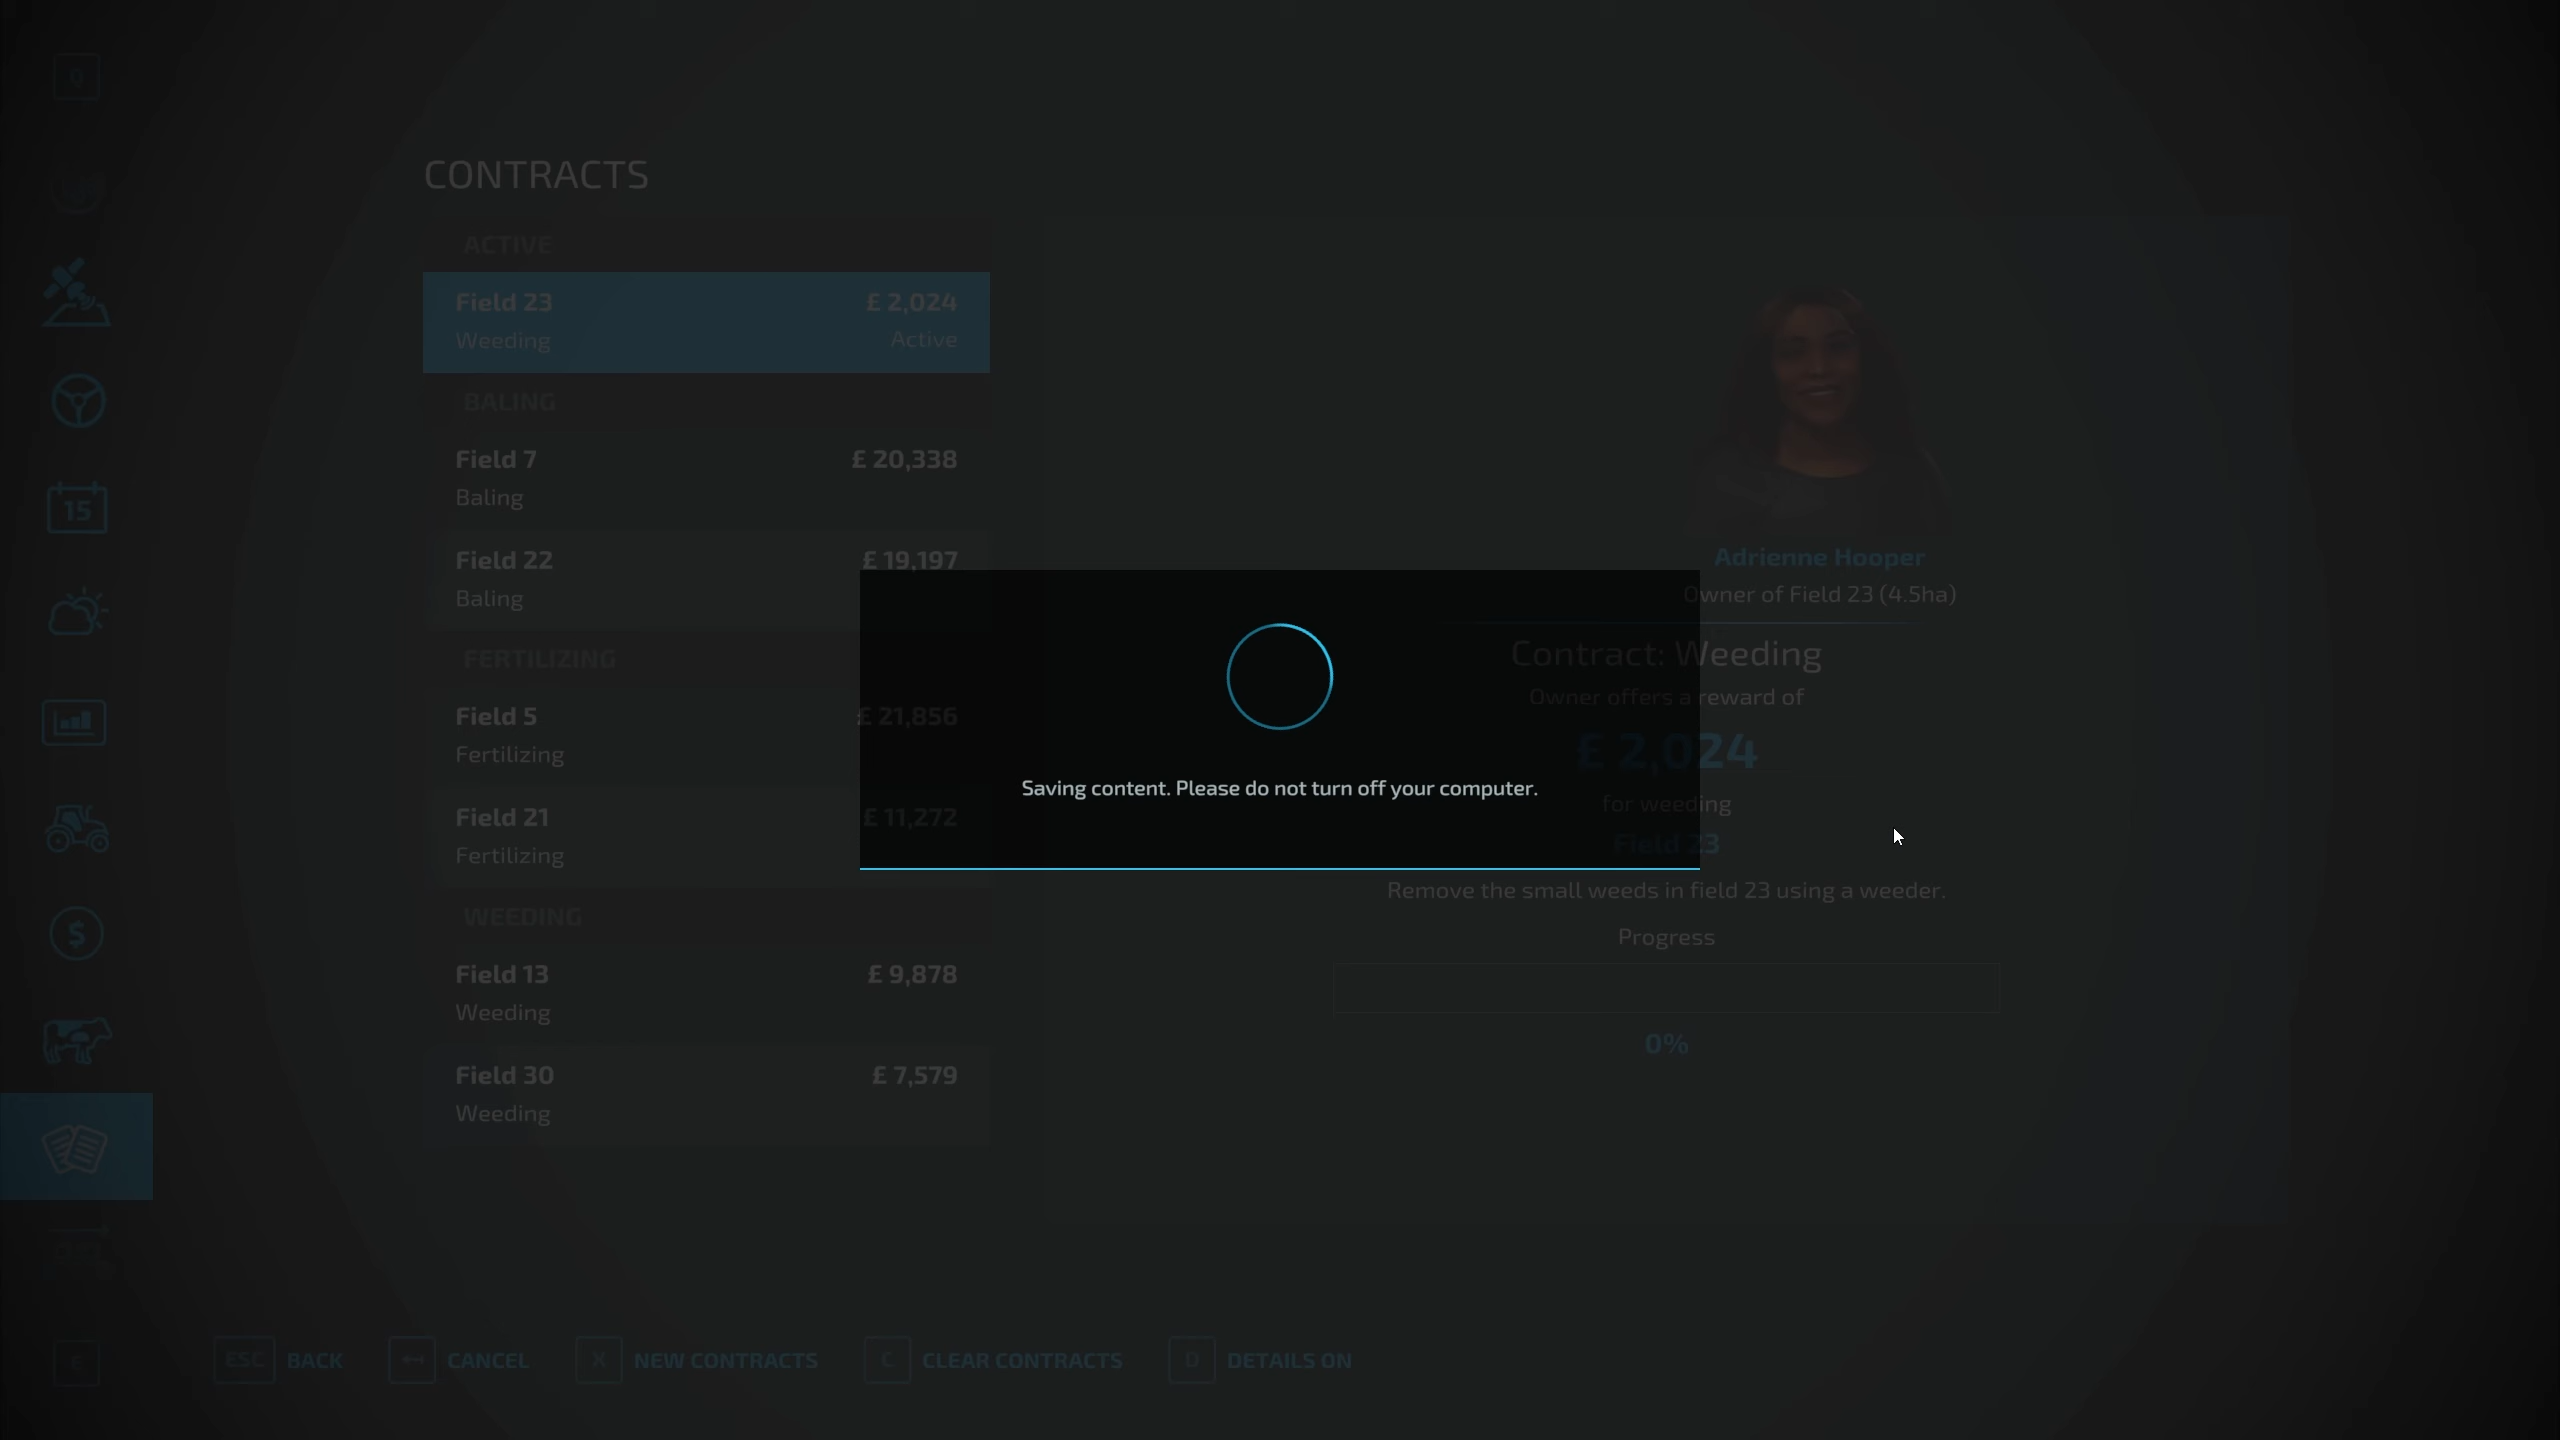 Q
CONTRACTS
ACTIVE
Field 23 £ 2,024
Weeding Active
BALING
Field 7 £ 20,338
Baling
Field 22 £ 19,197
Baling
FERTILIZING
Field 5 £ 21,856
Fertilizing
Field 21 £ 11,272
Fertilizing
WEEDING
Field 13 £ 9,878
Weeding
Field 30 £ 7,579
Weeding
15
$
Saving content. Please do not turn off your computer.
Adrienne Hooper
Owner of Field 23 (4.5ha)
Contract: Weeding
Owner offers a reward of
£ 2,024
for weeding
Field 23
Remove the small weeds in field 23 using a weeder.
Progress
0%
E
ESC BACK CANCEL X NEW CONTRACTS C CLEAR CONTRACTS D DETAILS ON